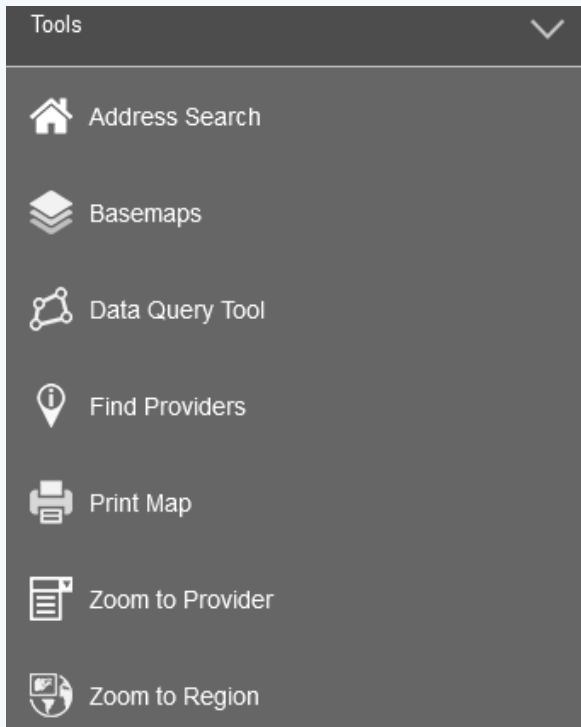 Tools
Address Search
Basemaps
Data Query Tool
Find Providers
Print Map
Zoom to Provider
Zoom to Region